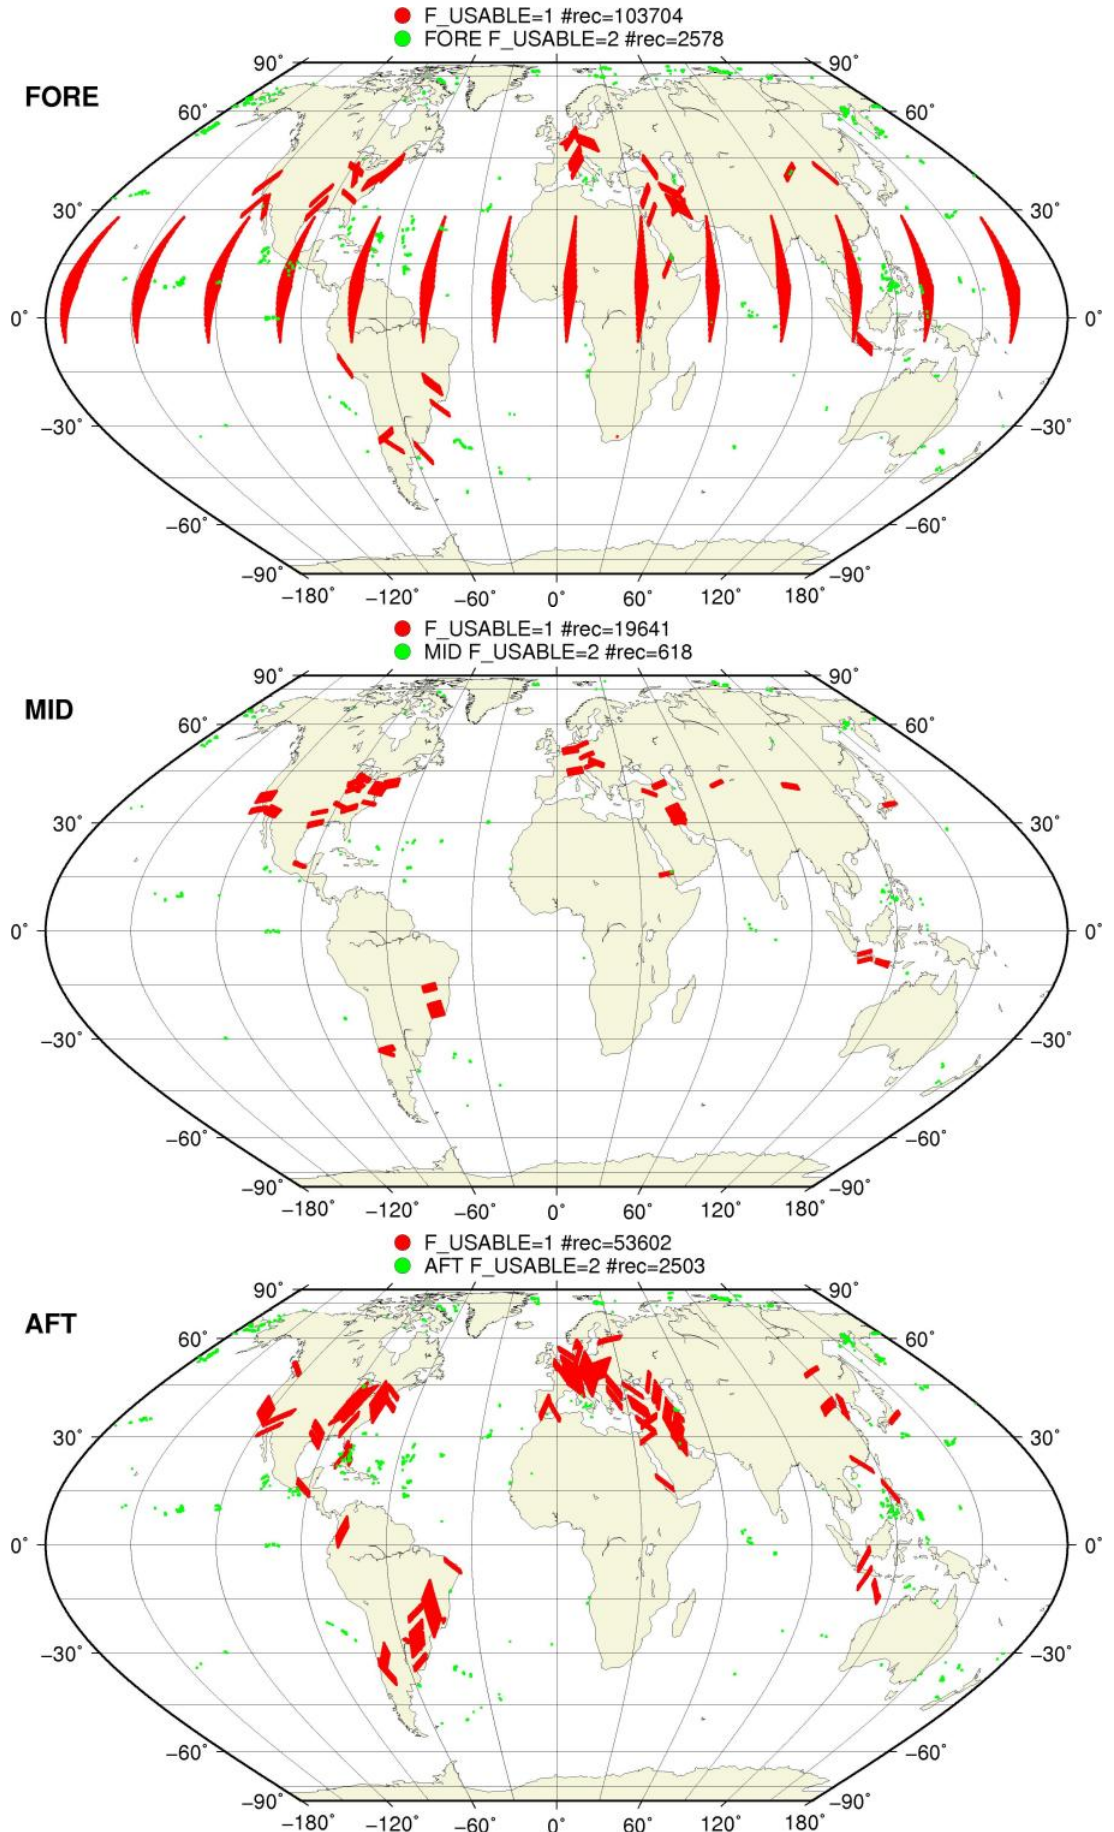 F_USABLE=1 #rec=103704
FORE F_USABLE=2 #rec=2578
FORE
90° 90°
60° 60°
30° 30°
0° 0°
−30° −30°
−60° −60°
−90° −90°
−180° −120° −60° 0° 60° 120° 180°
F_USABLE=1 #rec=19641
MID F_USABLE=2 #rec=618
MID
90° 90°
60° 60°
30° 30°
0° 0°
−30° −30°
−60° −60°
−90° −90°
−180° −120° −60° 0° 60° 120° 180°
F_USABLE=1 #rec=53602
AFT F_USABLE=2 #rec=2503
AFT
90° 90°
60° 60°
30° 30°
0° 0°
−30° −30°
−60° −60°
−90° −90°
−180° −120° −60° 0° 60° 120° 180°